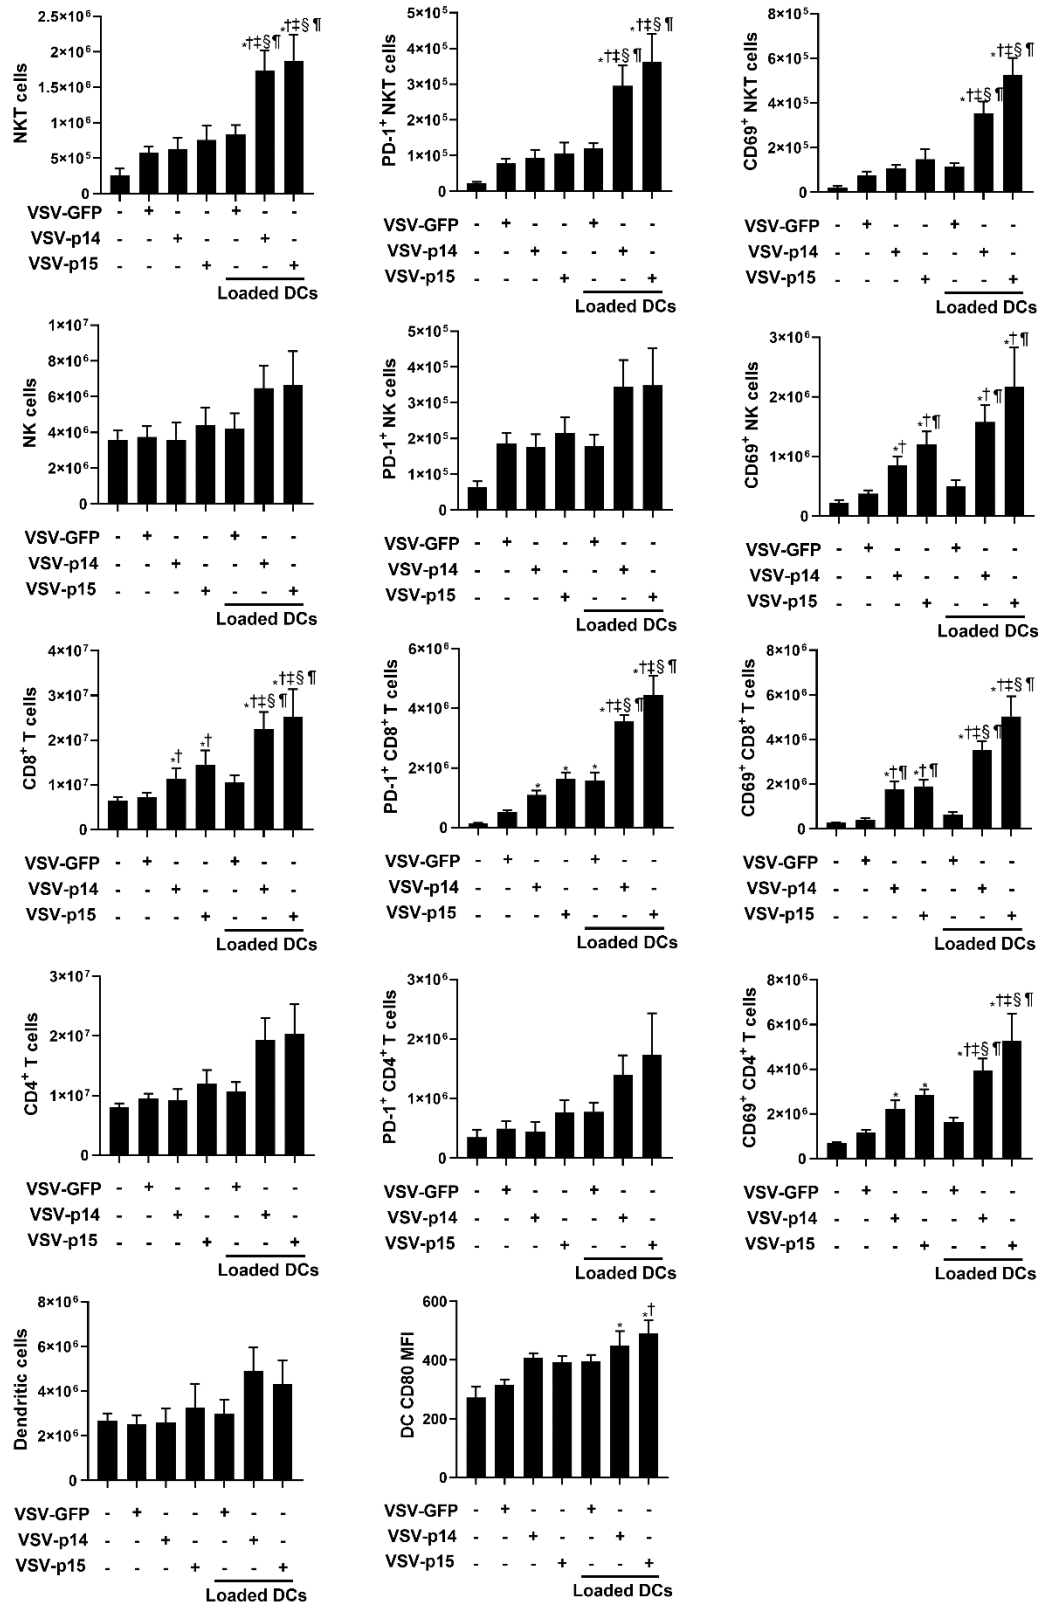 NKT cells
2.5×10⁶
2×10⁶
1.5×10⁶
1×10⁶
5×10⁵
0
*†‡§¶
*†‡§¶
VSV-GFP - + - - + - -
VSV-p14 - - + - - + -
VSV-p15 - - - + - - +
Loaded DCs
PD-1⁺ NKT cells
5×10⁵
4×10⁵
3×10⁵
2×10⁵
1×10⁵
0
*†‡§¶
*†‡§¶
VSV-GFP - + - - + - -
VSV-p14 - - + - - + -
VSV-p15 - - - + - - +
Loaded DCs
CD69⁺ NKT cells
8×10⁵
6×10⁵
4×10⁵
2×10⁵
0
*†‡§¶
*†‡§¶
VSV-GFP - + - - + - -
VSV-p14 - - + - - + -
VSV-p15 - - - + - - +
Loaded DCs
NK cells
1×10⁷
8×10⁶
6×10⁶
4×10⁶
2×10⁶
0
VSV-GFP - + - - + - -
VSV-p14 - - + - - + -
VSV-p15 - - - + - - +
Loaded DCs
PD-1⁺ NK cells
5×10⁵
4×10⁵
3×10⁵
2×10⁵
1×10⁵
0
VSV-GFP - + - - + - -
VSV-p14 - - + - - + -
VSV-p15 - - - + - - +
Loaded DCs
CD69⁺ NK cells
3×10⁶
2×10⁶
1×10⁶
0
*†
*†¶
*†¶
*†¶
VSV-GFP - + - - + - -
VSV-p14 - - + - - + -
VSV-p15 - - - + - - +
Loaded DCs
CD8⁺ T cells
4×10⁷
3×10⁷
2×10⁷
1×10⁷
0
*†
*†
*†‡§¶
*†‡§¶
VSV-GFP - + - - + - -
VSV-p14 - - + - - + -
VSV-p15 - - - + - - +
Loaded DCs
PD-1⁺ CD8⁺ T cells
6×10⁶
4×10⁶
2×10⁶
0
*
*
*
*†‡§¶
*†‡§¶
VSV-GFP - + - - + - -
VSV-p14 - - + - - + -
VSV-p15 - - - + - - +
Loaded DCs
CD69⁺ CD8⁺ T cells
8×10⁶
6×10⁶
4×10⁶
2×10⁶
0
*†¶
*†¶
*†‡§¶
*†‡§¶
VSV-GFP - + - - + - -
VSV-p14 - - + - - + -
VSV-p15 - - - + - - +
Loaded DCs
CD4⁺ T cells
3×10⁷
2×10⁷
1×10⁷
0
VSV-GFP - + - - + - -
VSV-p14 - - + - - + -
VSV-p15 - - - + - - +
Loaded DCs
PD-1⁺ CD4⁺ T cells
3×10⁶
2×10⁶
1×10⁶
0
VSV-GFP - + - - + - -
VSV-p14 - - + - - + -
VSV-p15 - - - + - - +
Loaded DCs
CD69⁺ CD4⁺ T cells
8×10⁶
6×10⁶
4×10⁶
2×10⁶
0
*
*
*†‡§¶
*†‡§¶
VSV-GFP - + - - + - -
VSV-p14 - - + - - + -
VSV-p15 - - - + - - +
Loaded DCs
Dendritic cells
8×10⁶
6×10⁶
4×10⁶
2×10⁶
0
VSV-GFP - + - - + - -
VSV-p14 - - + - - + -
VSV-p15 - - - + - - +
Loaded DCs
DC CD80 MFI
600
400
200
0
*
*†
VSV-GFP - + - - + - -
VSV-p14 - - + - - + -
VSV-p15 - - - + - - +
Loaded DCs